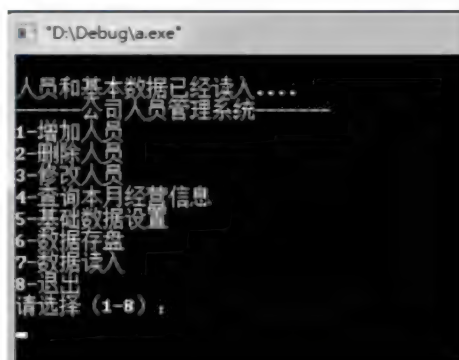 "D:\Debug\a.exe"
人员和基本数据已经读入....
————公司人员管理系统————
1-增加人员
2-删除人员
3-修改人员
4-查询本月经营信息
5-基础数据设置
6-数据存盘
7-数据读入
8-退出
请选择（1-8）：